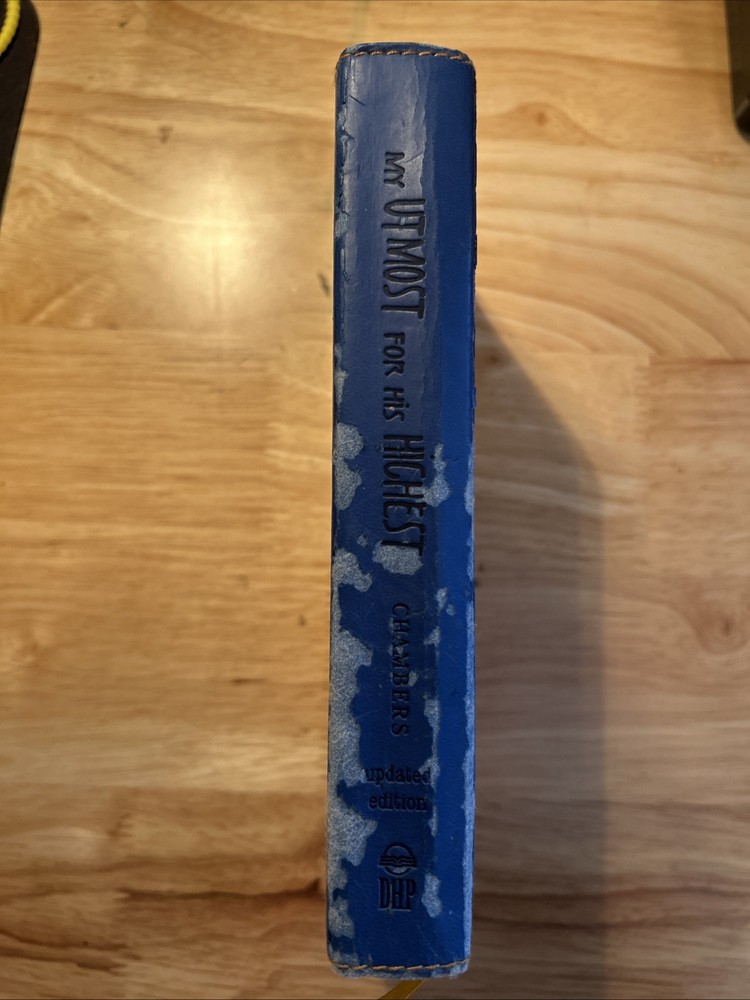 MY UTMOST FOR HiS HIGHEST
CHAMBERS
updated
edition
DHP